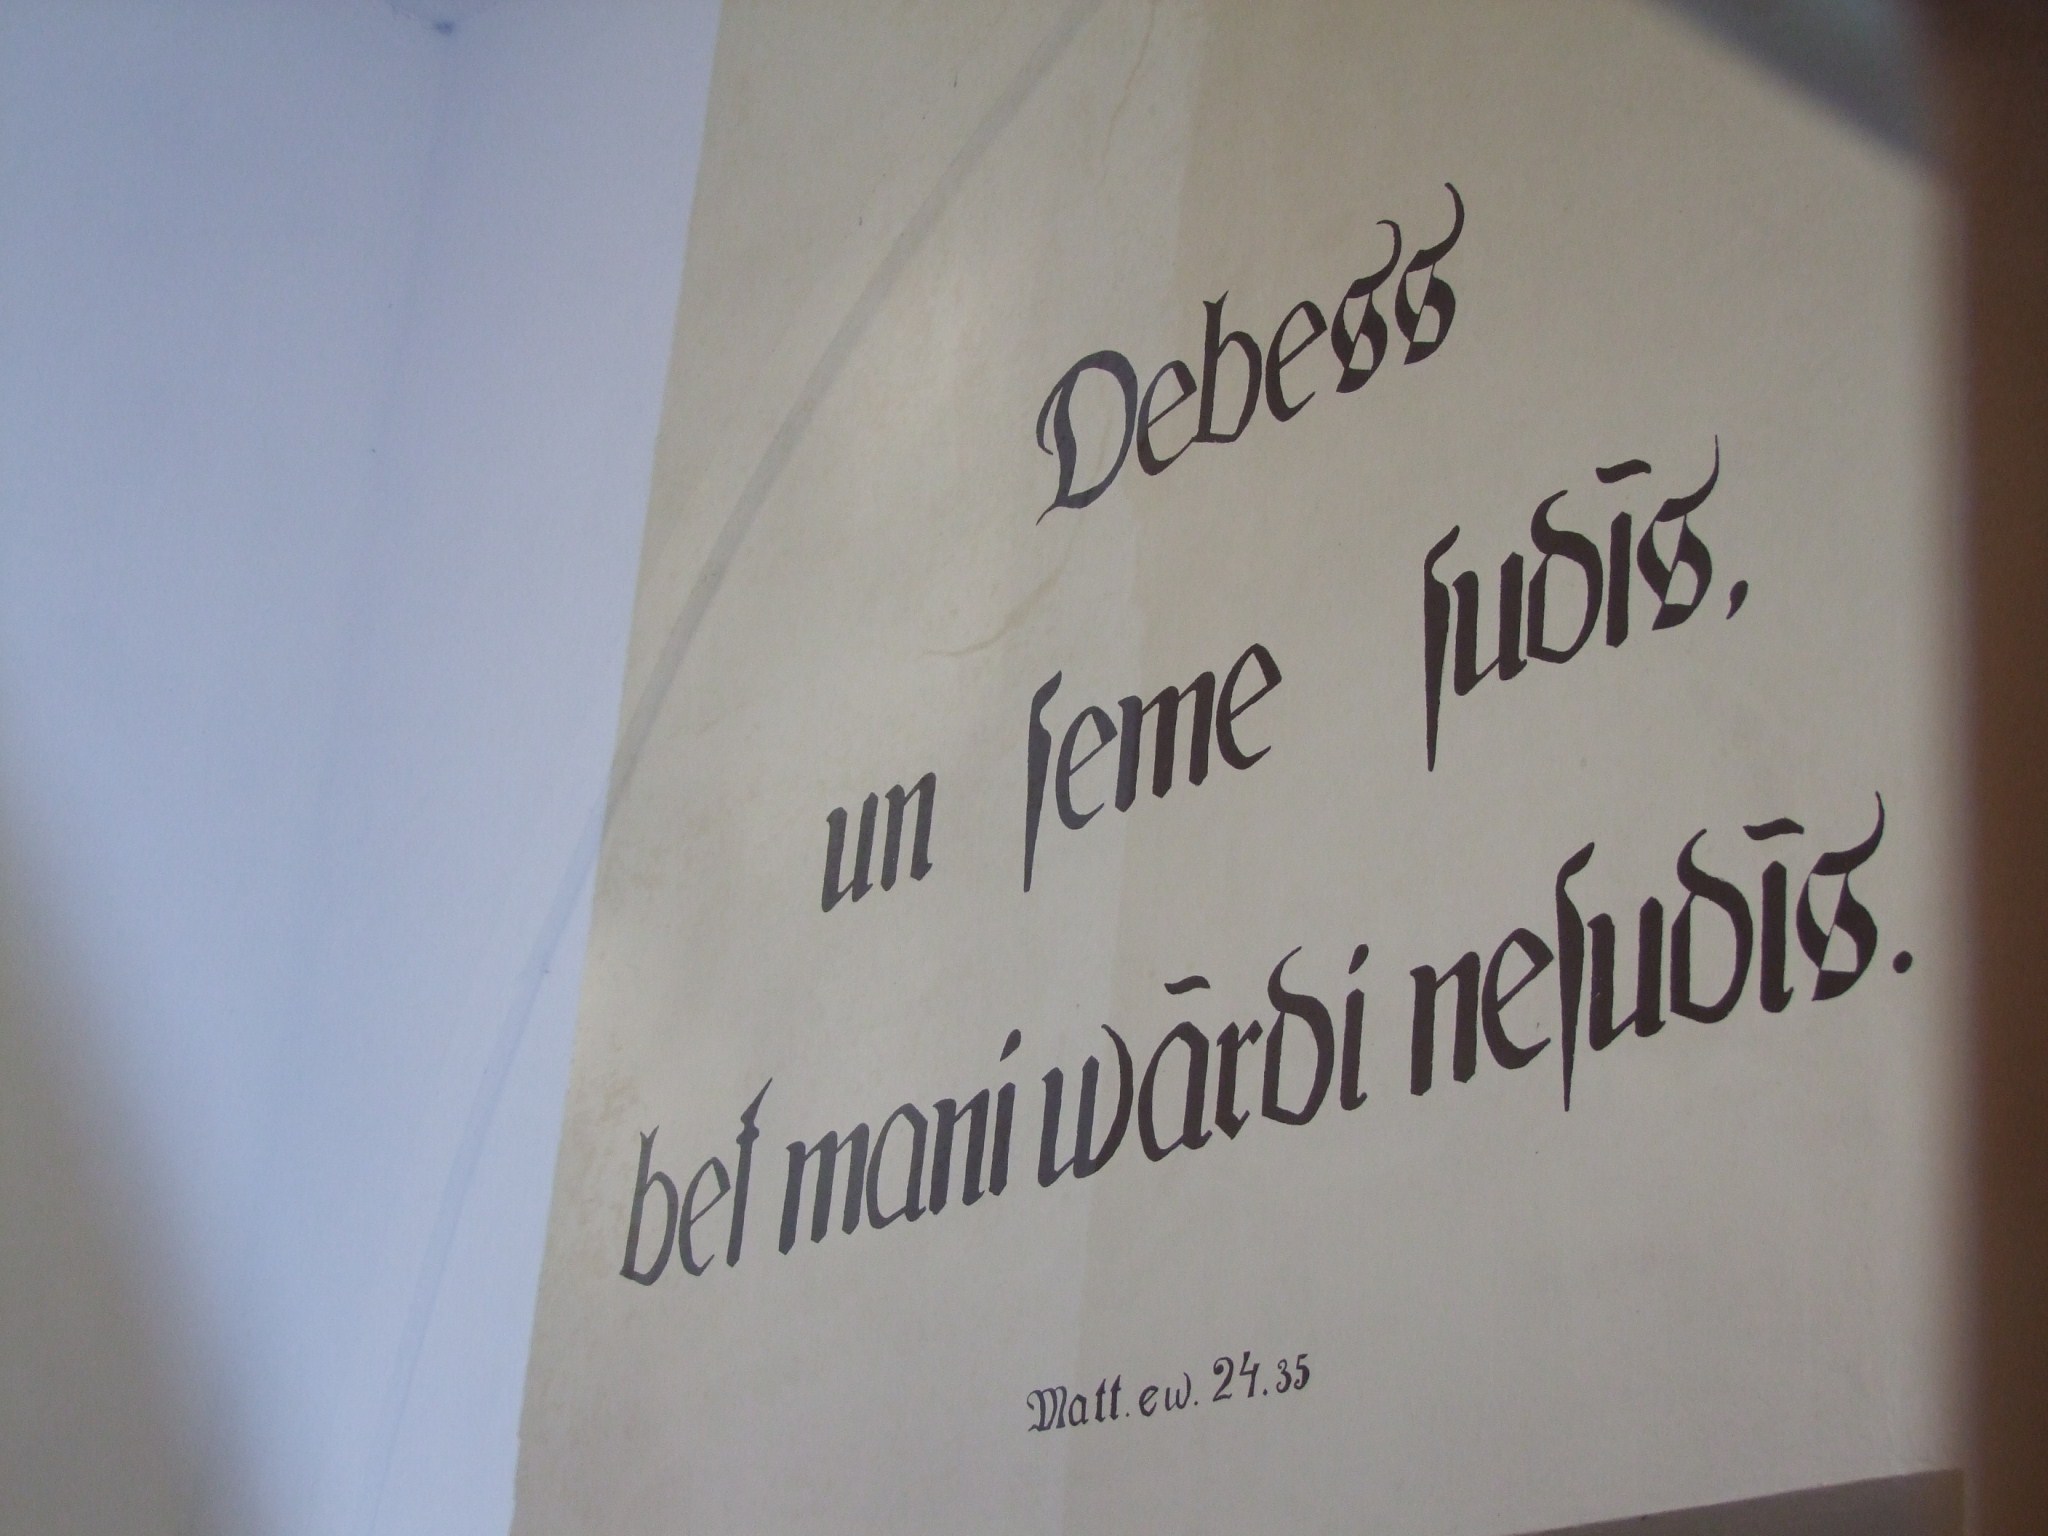 Debess
un ſeme ſudīs,
bet mani wārdi neſudīs.
Matt. ew. 24.35